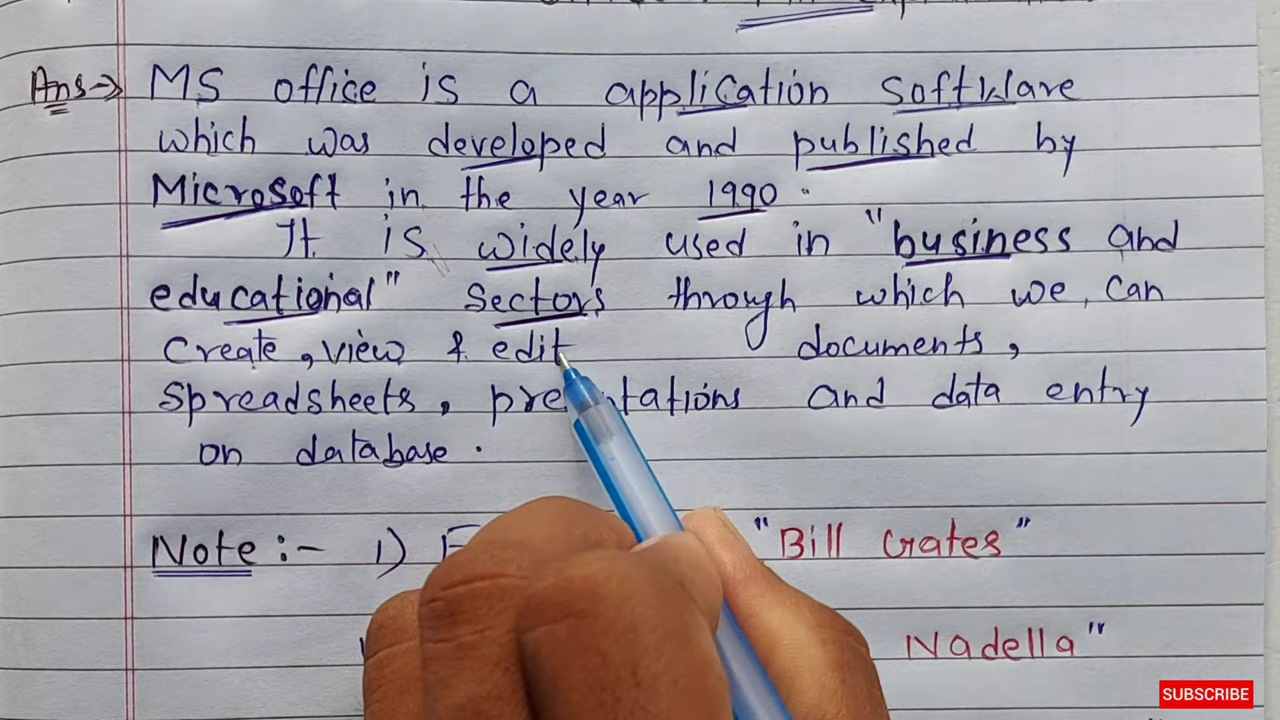 Ans→ MS office is a application software
which was developed and published by
Microsoft in the year 1990.
It is widely used in "business and
educational" sectors through which we can
create, view & edit documents,
spreadsheets, and data entry
on database.
Note:- 1) "Bill Gates"
Nadella"
SUBSCRIBE